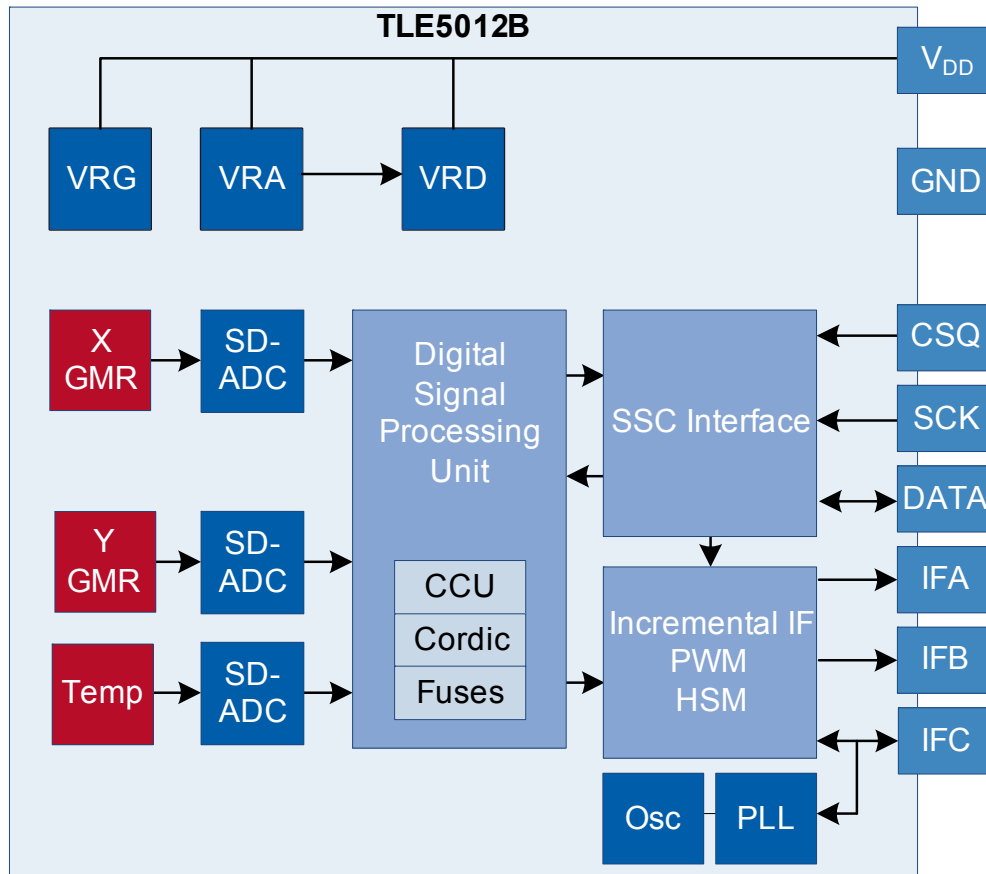 TLE5012B
VDD
VRG
VRA
VRD
GND
X
GMR
SD-
ADC
Digital
Signal
Processing
Unit
SSC Interface
CSQ
SCK
DATA
Y
GMR
SD-
ADC
CCU
Cordic
Fuses
Incremental IF
PWM
HSM
IFA
IFB
IFC
Temp
SD-
ADC
Osc
PLL